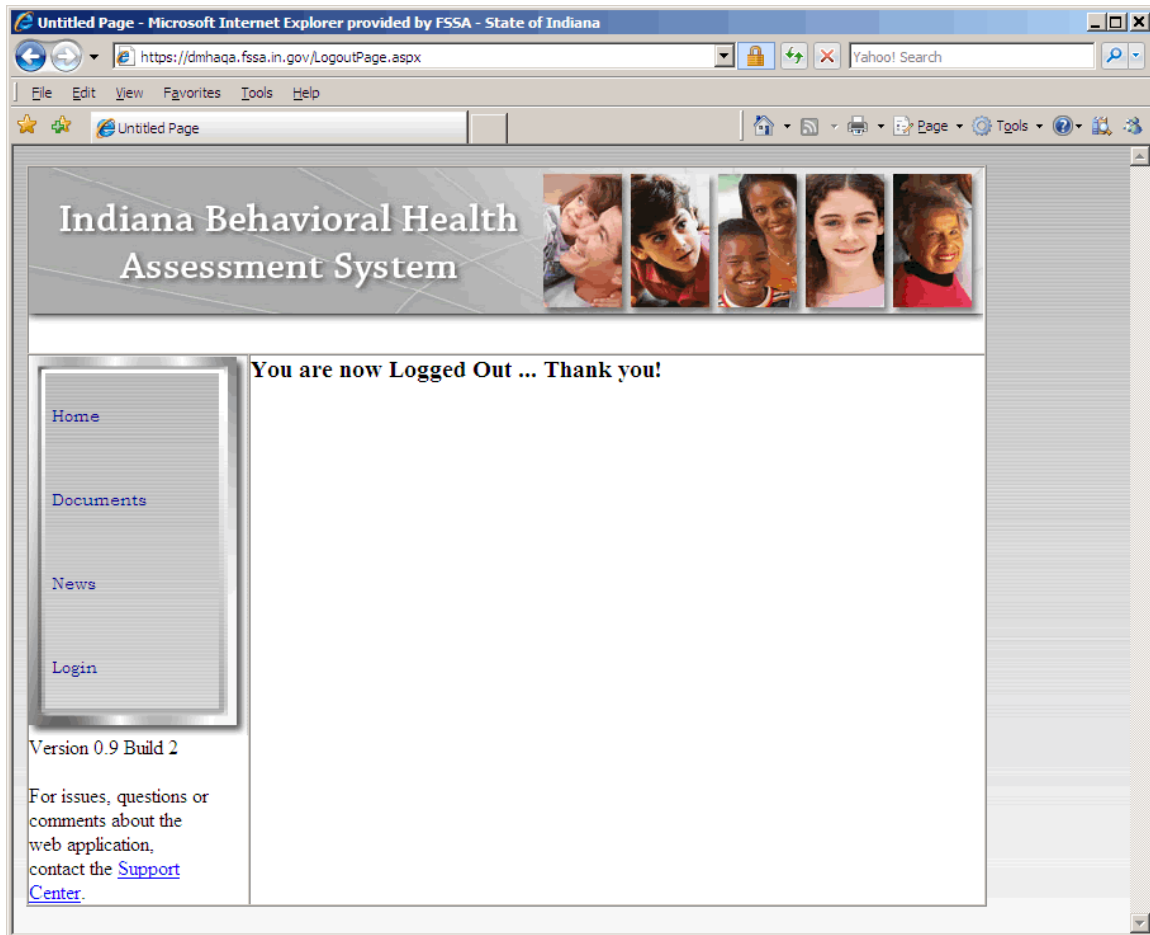 Untitled Page - Microsoft Internet Explorer provided by FSSA - State of Indiana
https://dmhaqa.fssa.in.gov/LogoutPage.aspx
Yahoo! Search
File Edit View Favorites Tools Help
Untitled Page
Page
Tools
Indiana Behavioral Health
Assessment System
You are now Logged Out ... Thank you!
Home
Documents
News
Login
Version 0.9 Build 2
For issues, questions or
comments about the
web application,
contact the Support
Center.